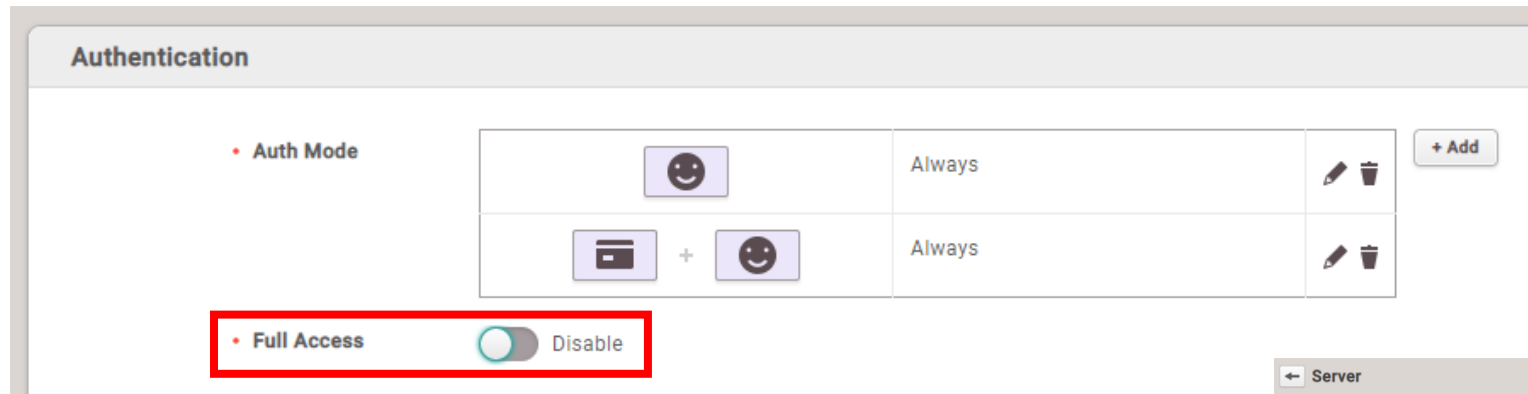 Authentication
• Auth Mode
Always
+ Add
+
Always
• Full Access
Disable
← Server